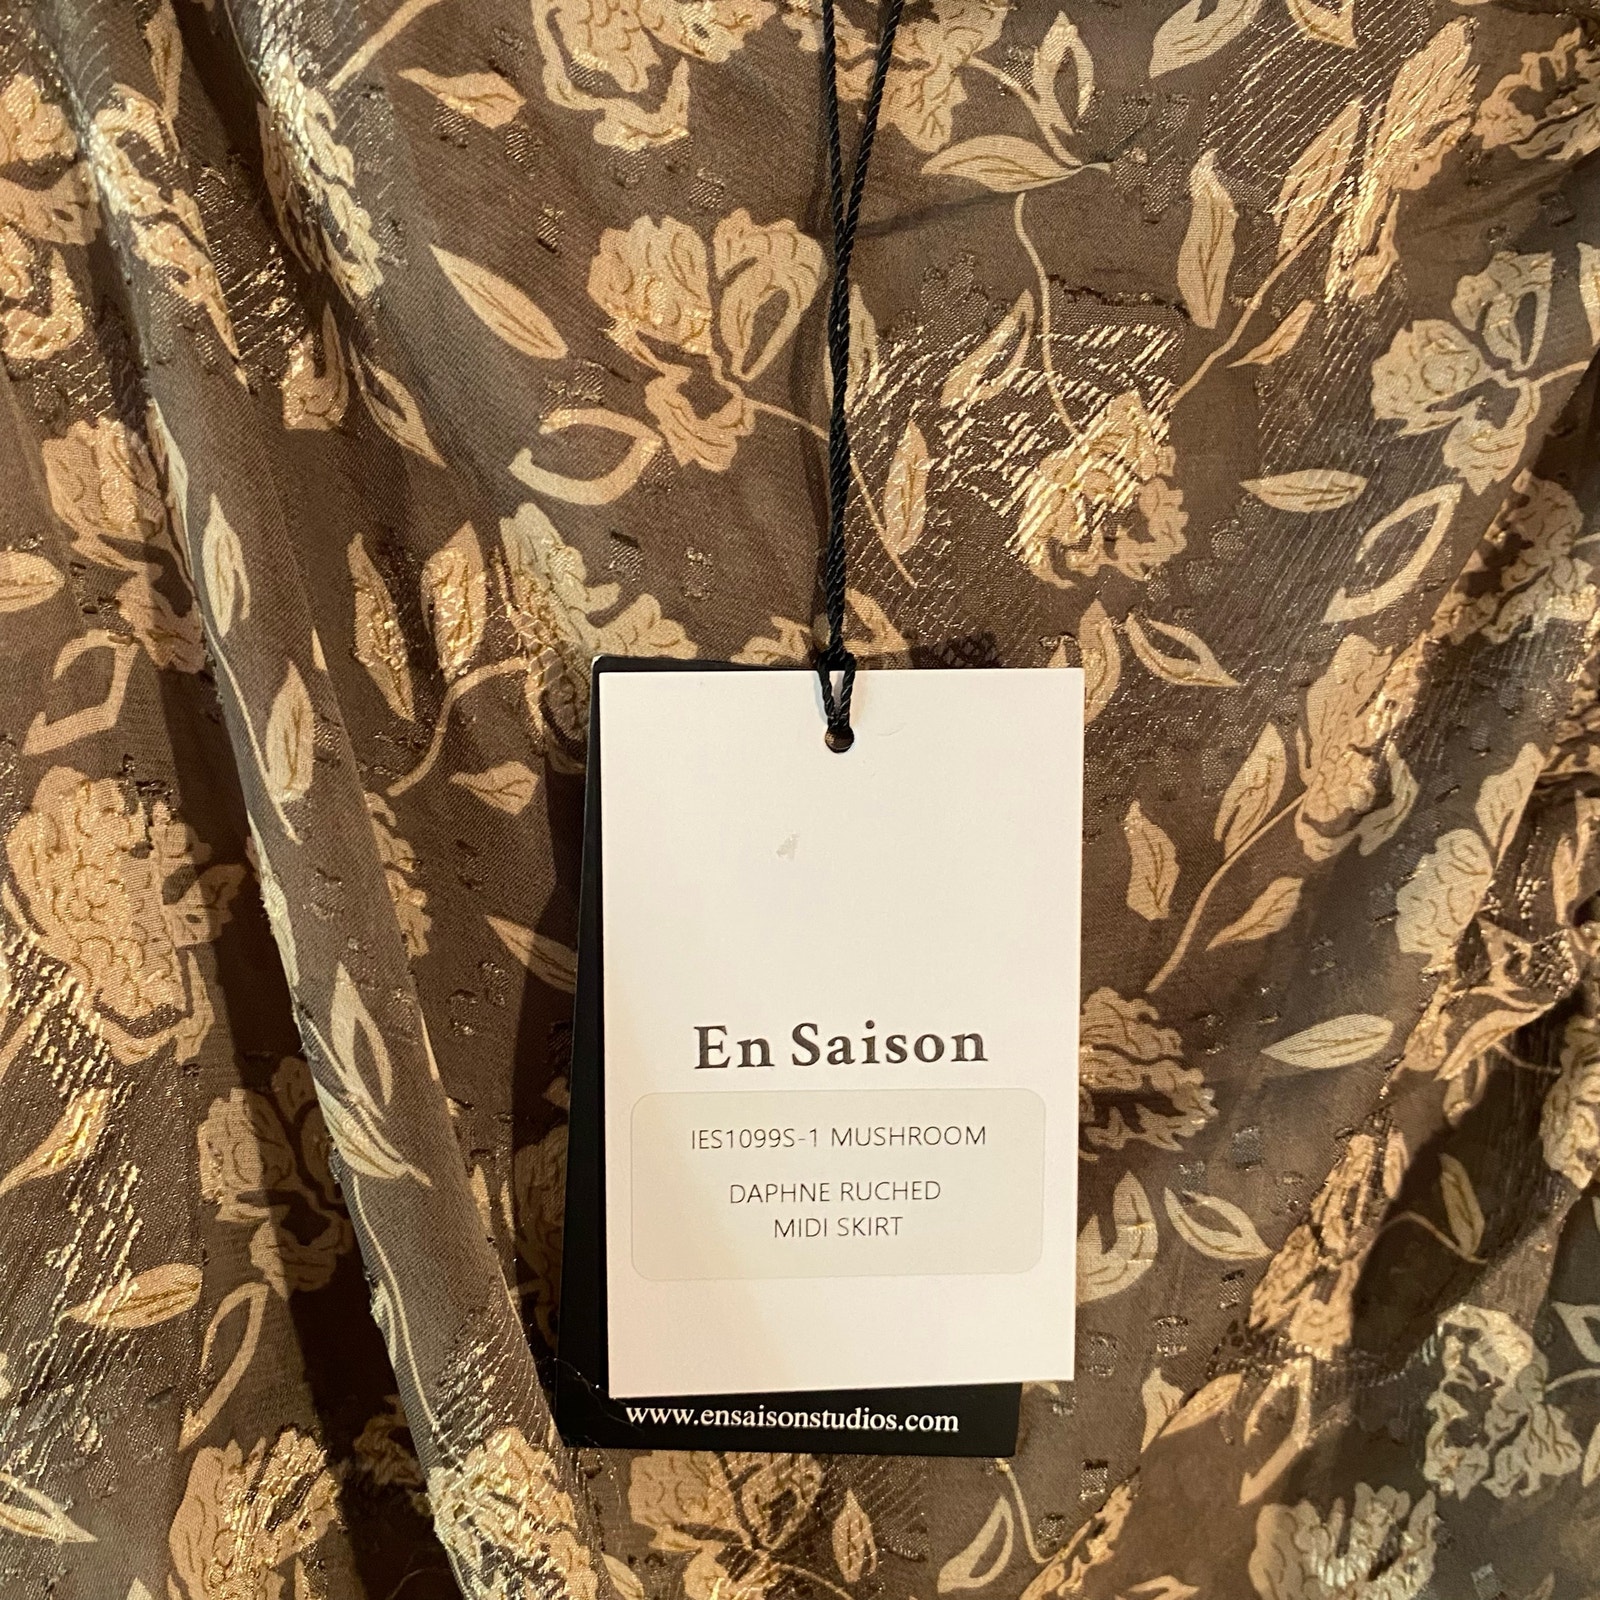 En Saison
IES1099S-1 MUSHROOM
DAPHNE RUCHED
MIDI SKIRT
www.ensaisonstudios.com